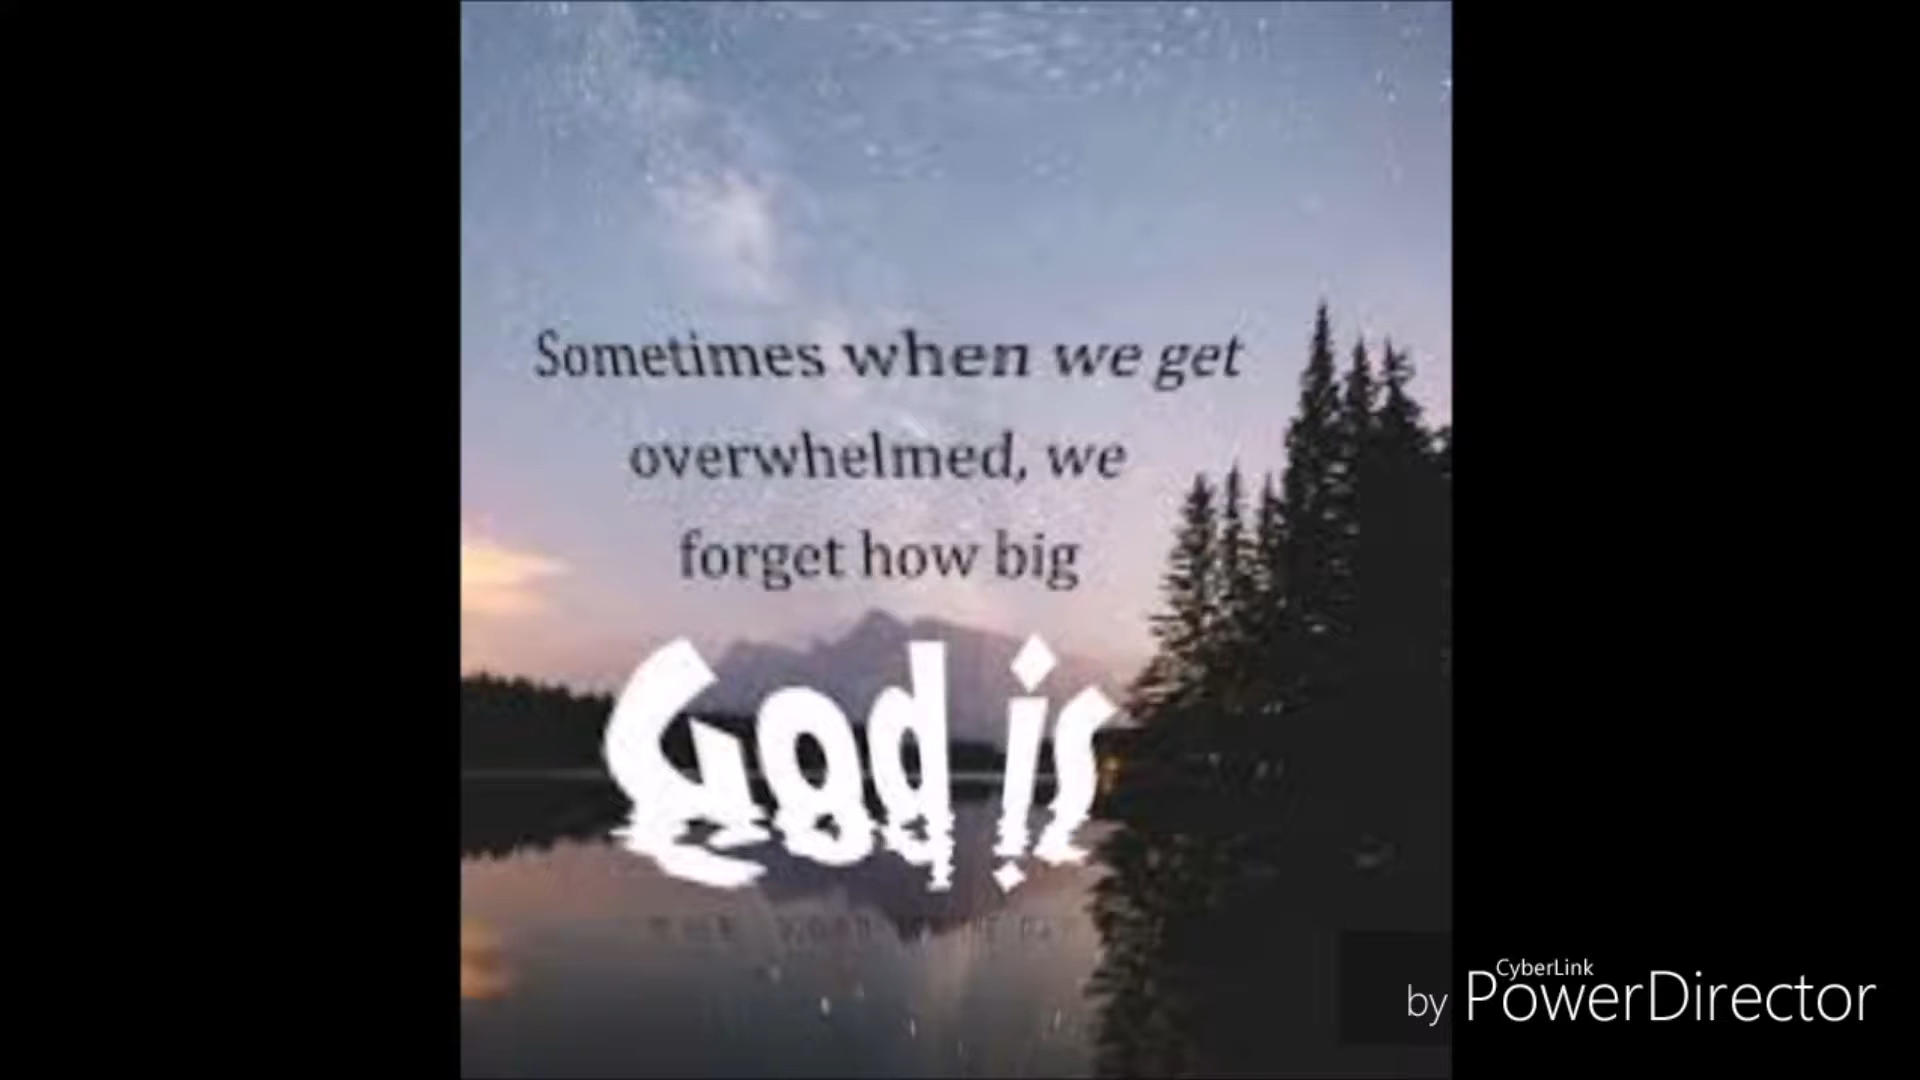 Sometimes when we get
overwhelmed, we
forget how big
God is
by CyberLink PowerDirector